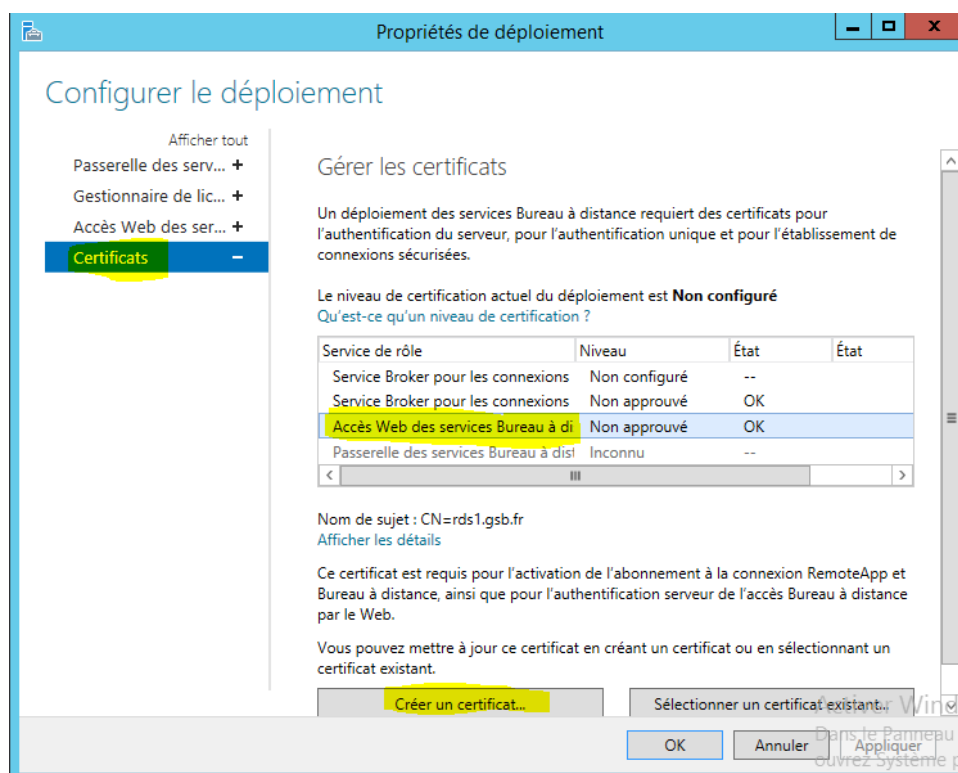 Propriétés de déploiement
Configurer le déploiement
Afficher tout
Passerelle des serv... +
Gestionnaire de lic... +
Accès Web des ser... +
Certificats –
Gérer les certificats
Un déploiement des services Bureau à distance requiert des certificats pour
l'authentification du serveur, pour l'authentification unique et pour l'établissement de
connexions sécurisées.
Le niveau de certification actuel du déploiement est Non configuré
Qu'est-ce qu'un niveau de certification ?
Service de rôle Niveau État État
Service Broker pour les connexions Non configuré --
Service Broker pour les connexions Non approuvé OK
Accès Web des services Bureau à di Non approuvé OK
Passerelle des services Bureau à dist Inconnu --
Nom de sujet : CN=rds1.gsb.fr
Afficher les détails
Ce certificat est requis pour l'activation de l'abonnement à la connexion RemoteApp et
Bureau à distance, ainsi que pour l'authentification serveur de l'accès Bureau à distance
par le Web.
Vous pouvez mettre à jour ce certificat en créant un certificat ou en sélectionnant un
certificat existant.
Créer un certificat... Sélectionner un certificat existant...
Activer Wind
Dans le Panneau
OK Annuler Appliquer
ouvrez Système p